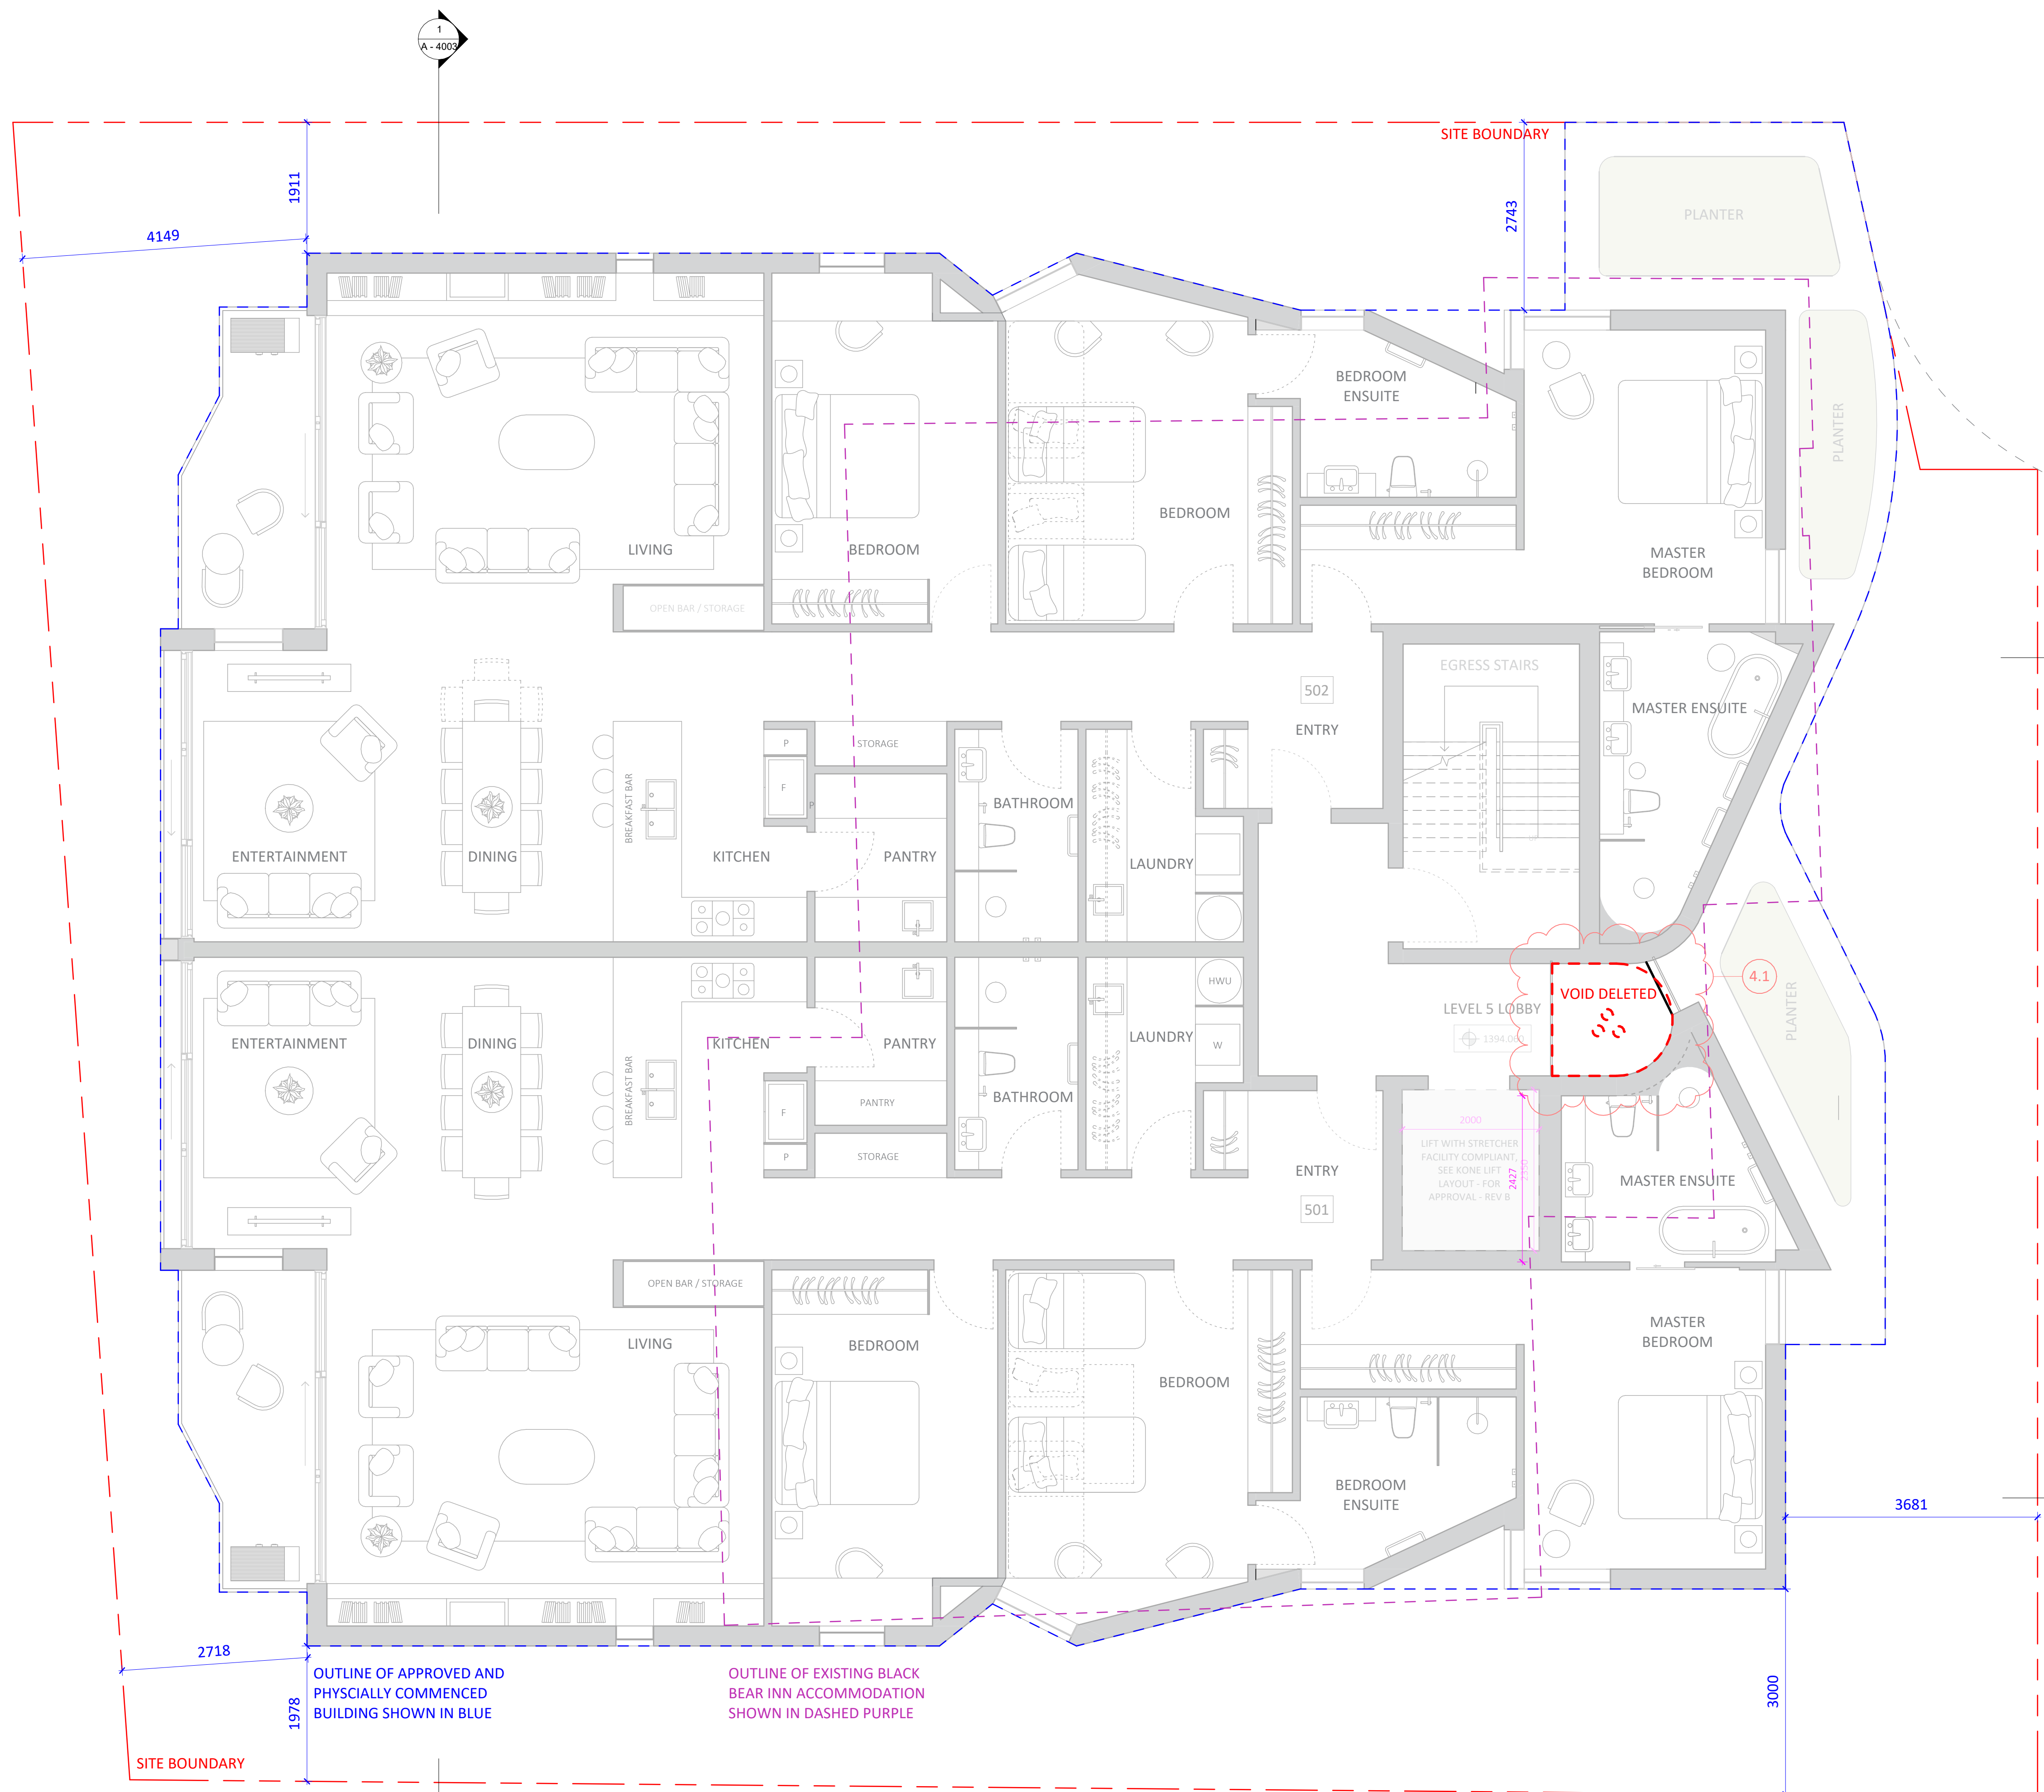 1
A - 4003
SITE BOUNDARY
1911
4149
2743
PLANTER
PLANTER
BEDROOM
ENSUITE
LIVING
BEDROOM
BEDROOM
MASTER
BEDROOM
OPEN BAR / STORAGE
EGRESS STAIRS
502
ENTRY
MASTER ENSUITE
P
STORAGE
F
P
BREAKFAST BAR
BATHROOM
ENTERTAINMENT
DINING
KITCHEN
PANTRY
LAUNDRY
4.1
VOID DELETED
LEVEL 5 LOBBY
1394.060
PLANTER
HWU
ENTERTAINMENT
DINING
KITCHEN
PANTRY
LAUNDRY
W
BREAKFAST BAR
BATHROOM
F
PANTRY
P
STORAGE
2000
LIFT WITH STRETCHER
FACILITY COMPLIANT,
SEE KONE LIFT
LAYOUT - FOR
APPROVAL - REV B
2427
2350
ENTRY
501
MASTER ENSUITE
OPEN BAR / STORAGE
LIVING
BEDROOM
BEDROOM
MASTER
BEDROOM
BEDROOM
ENSUITE
3681
2718
1978
OUTLINE OF APPROVED AND
PHYSCIALLY COMMENCED
BUILDING SHOWN IN BLUE
OUTLINE OF EXISTING BLACK
BEAR INN ACCOMMODATION
SHOWN IN DASHED PURPLE
3000
SITE BOUNDARY